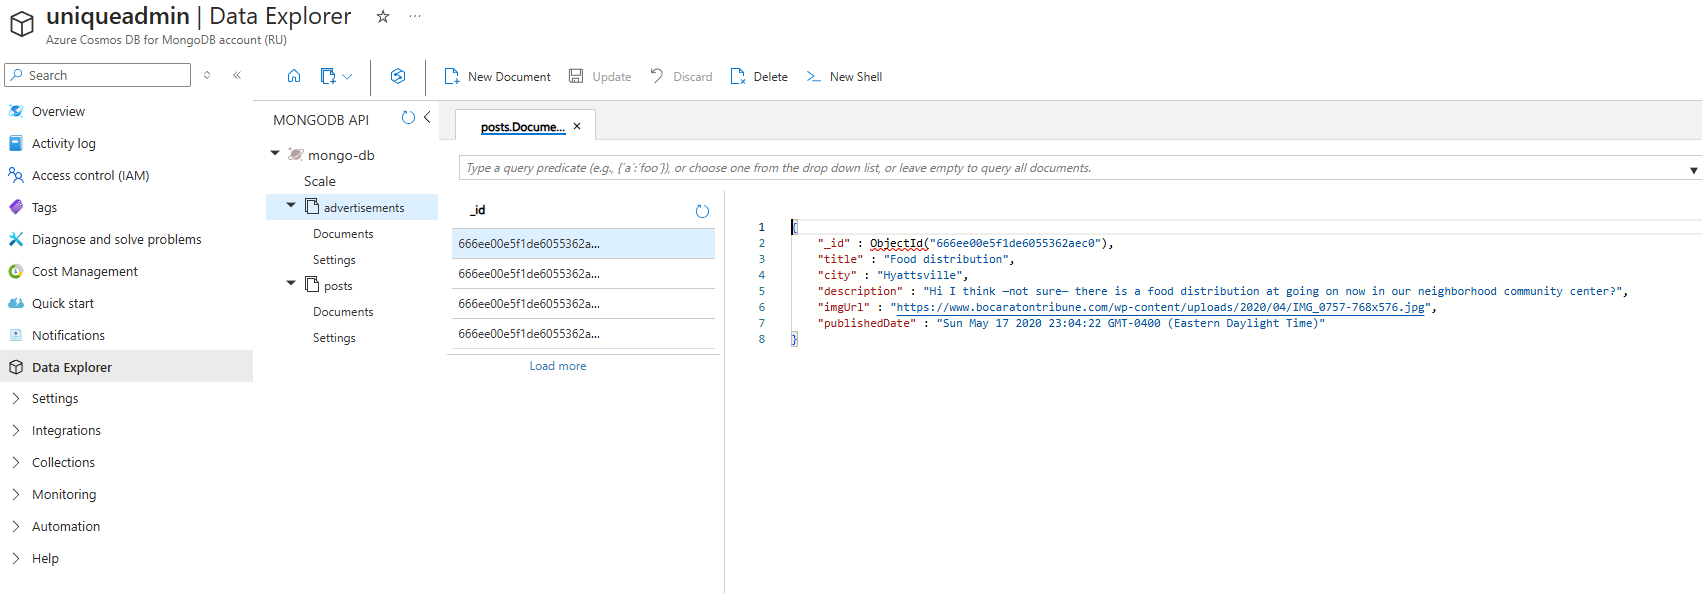 uniqueadmin | Data Explorer
Azure Cosmos DB for MongoDB account (RU)
Search
New Document
Update
Discard
Delete
New Shell
Overview
Activity log
Access control (IAM)
Tags
Diagnose and solve problems
Cost Management
Quick start
Notifications
Data Explorer
Settings
Integrations
Collections
Monitoring
Automation
Help
MONGODB API
mongo-db
Scale
advertisements
Documents
Settings
posts
Documents
Settings
posts.Docume...
Type a query predicate (e.g., {´a´:´foo´}), or choose one from the drop down list, or leave empty to query all documents.
_id
666ee00e5f1de6055362a...
666ee00e5f1de6055362a...
666ee00e5f1de6055362a...
666ee00e5f1de6055362a...
Load more
1 {
2 "_id" : ObjectId("666ee00e5f1de6055362aec0"),
3 "title" : "Food distribution",
4 "city" : "Hyattsville",
5 "description" : "Hi I think —not sure— there is a food distribution at going on now in our neighborhood community center?",
6 "imgUrl" : "https://www.bocaratontribune.com/wp-content/uploads/2020/04/IMG_0757-768x576.jpg",
7 "publishedDate" : "Sun May 17 2020 23:04:22 GMT-0400 (Eastern Daylight Time)"
8 }